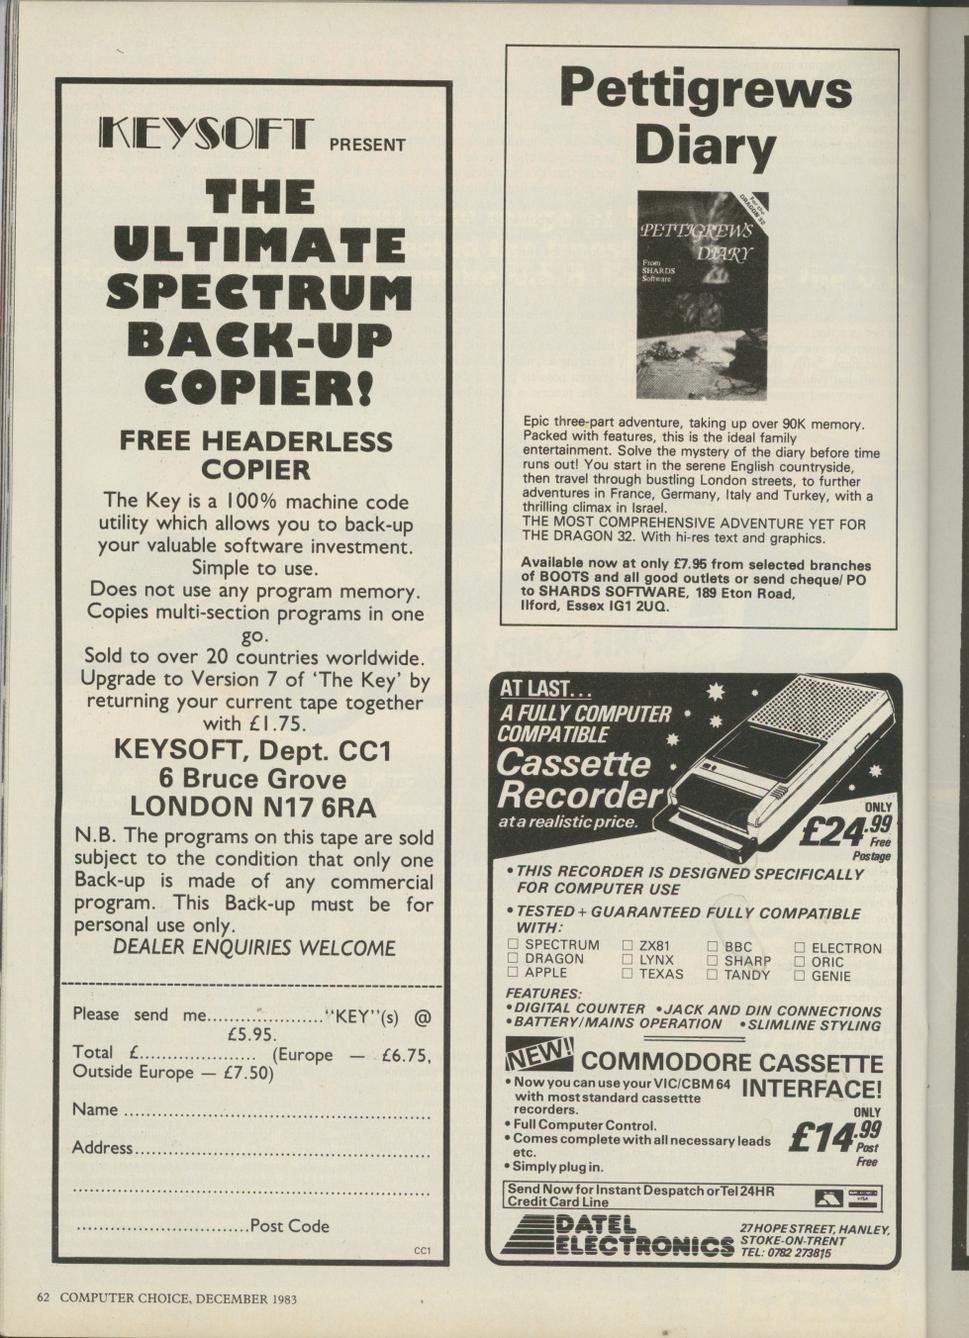 KEYSOFT PRESENT
THE
ULTIMATE
SPECTRUM
BACK-UP
COPIER!
FREE HEADERLESS
COPIER
The Key is a 100% machine code
utility which allows you to back-up
your valuable software investment.
Simple to use.
Does not use any program memory.
Copies multi-section programs in one
go.
Sold to over 20 countries worldwide.
Upgrade to Version 7 of 'The Key' by
returning your current tape together
with £1.75.
KEYSOFT, Dept. CC1
6 Bruce Grove
LONDON N17 6RA
N.B. The programs on this tape are sold
subject to the condition that only one
Back-up is made of any commercial
program. This Back-up must be for
personal use only.
DEALER ENQUIRIES WELCOME
Please send me....................."KEY"(s) @
£5.95.
Total £..................... (Europe — £6.75,
Outside Europe — £7.50)
Name .......................................................
Address.....................................................
................................................................
..............................Post Code
CC1
Pettigrews
Diary
For the
DRAGON 32
PETTIGREWS
DIARY
From
SHARDS
Software
Epic three-part adventure, taking up over 90K memory.
Packed with features, this is the ideal family
entertainment. Solve the mystery of the diary before time
runs out! You start in the serene English countryside,
then travel through bustling London streets, to further
adventures in France, Germany, Italy and Turkey, with a
thrilling climax in Israel.
THE MOST COMPREHENSIVE ADVENTURE YET FOR
THE DRAGON 32. With hi-res text and graphics.
Available now at only £7.95 from selected branches
of BOOTS and all good outlets or send cheque/ PO
to SHARDS SOFTWARE, 189 Eton Road,
Ilford, Essex IG1 2UQ.
AT LAST...
A FULLY COMPUTER
COMPATIBLE
Cassette
Recorder
at a realistic price.
ONLY
£24.99
Free
Postage
• THIS RECORDER IS DESIGNED SPECIFICALLY
FOR COMPUTER USE
• TESTED + GUARANTEED FULLY COMPATIBLE
WITH:
□ SPECTRUM □ ZX81 □ BBC □ ELECTRON
□ DRAGON □ LYNX □ SHARP □ ORIC
□ APPLE □ TEXAS □ TANDY □ GENIE
FEATURES:
• DIGITAL COUNTER • JACK AND DIN CONNECTIONS
• BATTERY/MAINS OPERATION • SLIMLINE STYLING
NEW!! COMMODORE CASSETTE
INTERFACE!
• Now you can use your VIC/CBM 64
with most standard cassettte
recorders.
• Full Computer Control.
• Comes complete with all necessary leads
etc.
• Simply plug in.
ONLY
£14.99
Post
Free
Send Now for Instant Despatch or Tel 24HR
Credit Card Line
VISA
DATEL
ELECTRONICS
27 HOPE STREET, HANLEY,
STOKE-ON-TRENT
TEL: 0782 273815
62 COMPUTER CHOICE, DECEMBER 1983